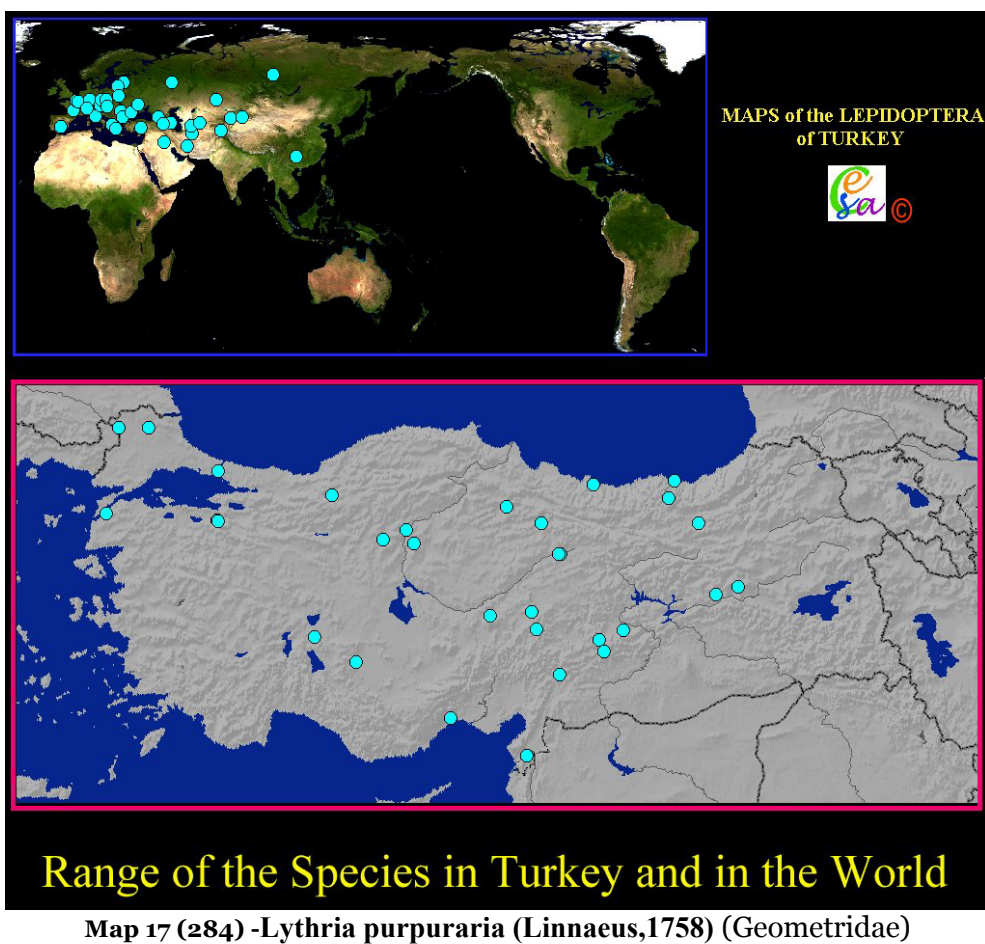 MAPS of the LEPIDOPTERA
of TURKEY
Cesa ©
Range of the Species in Turkey and in the World
Map 17 (284) -Lythria purpuraria (Linnaeus,1758) (Geometridae)